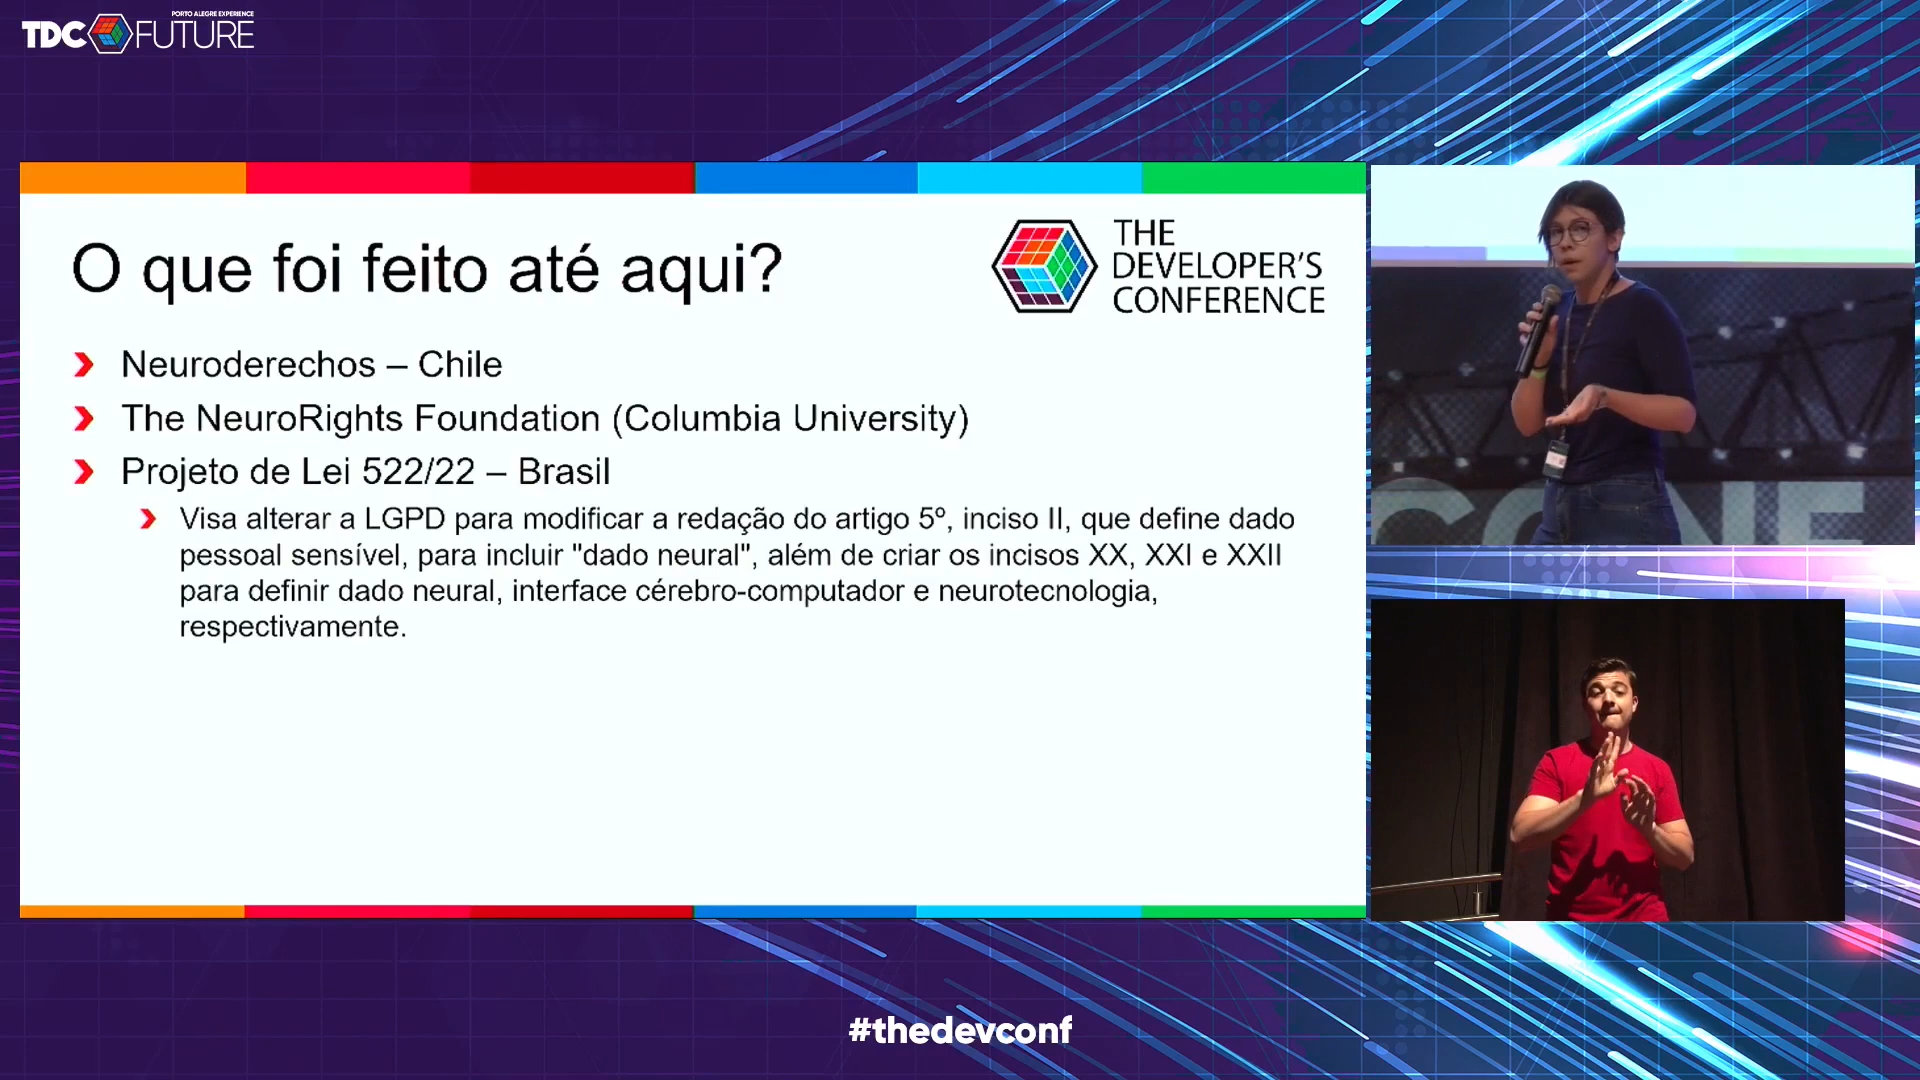 PORTO ALEGRE EXPERIENCE
TDC FUTURE
O que foi feito até aqui?
THE
DEVELOPER'S
CONFERENCE
Neuroderechos – Chile
The NeuroRights Foundation (Columbia University)
Projeto de Lei 522/22 – Brasil
Visa alterar a LGPD para modificar a redação do artigo 5º, inciso II, que define dado
pessoal sensível, para incluir "dado neural", além de criar os incisos XX, XXI e XXII
para definir dado neural, interface cérebro-computador e neurotecnologia,
respectivamente.
#thedevconf